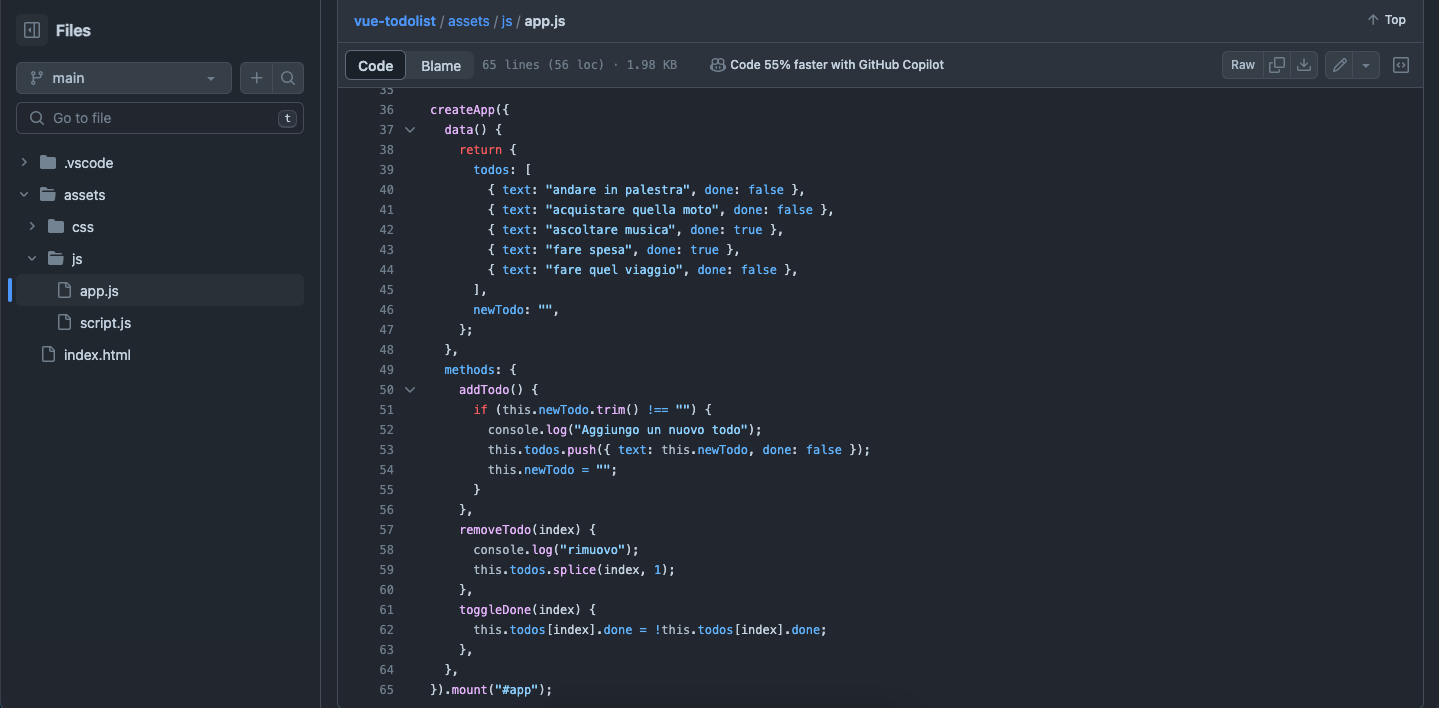 Files
main
Go to file
t
.vscode
assets
css
js
app.js
script.js
index.html
vue-todolist / assets / js / app.js
Top
Code
Blame
65 lines (56 loc) · 1.98 KB
Code 55% faster with GitHub Copilot
Raw
35
36 createApp({
37 data() {
38 return {
39 todos: [
40 { text: "andare in palestra", done: false },
41 { text: "acquistare quella moto", done: false },
42 { text: "ascoltare musica", done: true },
43 { text: "fare spesa", done: true },
44 { text: "fare quel viaggio", done: false },
45 ],
46 newTodo: "",
47 };
48 },
49 methods: {
50 addTodo() {
51 if (this.newTodo.trim() !== "") {
52 console.log("Aggiungo un nuovo todo");
53 this.todos.push({ text: this.newTodo, done: false });
54 this.newTodo = "";
55 }
56 },
57 removeTodo(index) {
58 console.log("rimuovo");
59 this.todos.splice(index, 1);
60 },
61 toggleDone(index) {
62 this.todos[index].done = !this.todos[index].done;
63 },
64 },
65 }).mount("#app");